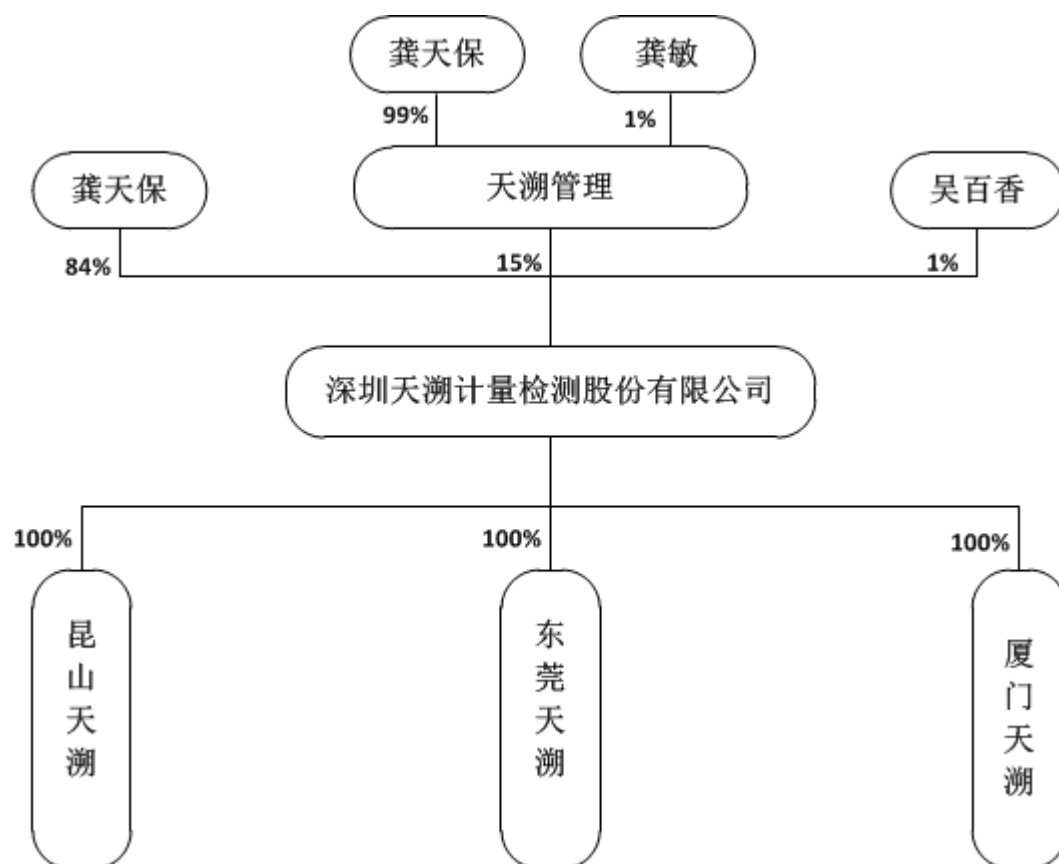 龚天保
龚敏
99%
1%
龚天保
天溯管理
吴百香
84%
15%
1%
深圳天溯计量检测股份有限公司
100%
100%
100%
昆山天溯
东莞天溯
厦门天溯